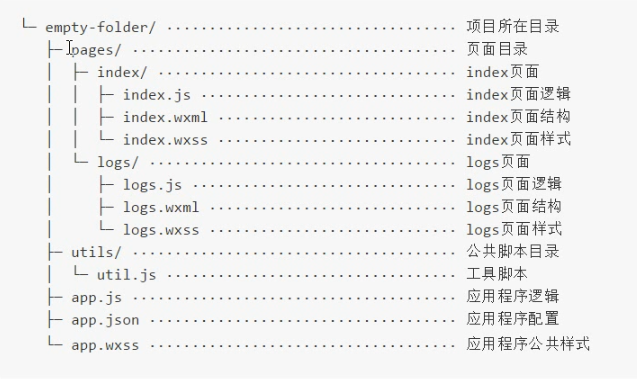 └─ empty-folder/ ································ 项目所在目录
   ├─ pages/ ···································· 页面目录
   │  ├─ index/ ································· index页面
   │  │  ├─ index.js ···························· index页面逻辑
   │  │  ├─ index.wxml ·························· index页面结构
   │  │  └─ index.wxss ·························· index页面样式
   │  └─ logs/ ·································· logs页面
   │     ├─ logs.js ····························· logs页面逻辑
   │     ├─ logs.wxml ··························· logs页面结构
   │     └─ logs.wxss ··························· logs页面样式
   ├─ utils/ ···································· 公共脚本目录
   │  └─ util.js ································ 工具脚本
   ├─ app.js ···································· 应用程序逻辑
   ├─ app.json ·································· 应用程序配置
   └─ app.wxss ·································· 应用程序公共样式